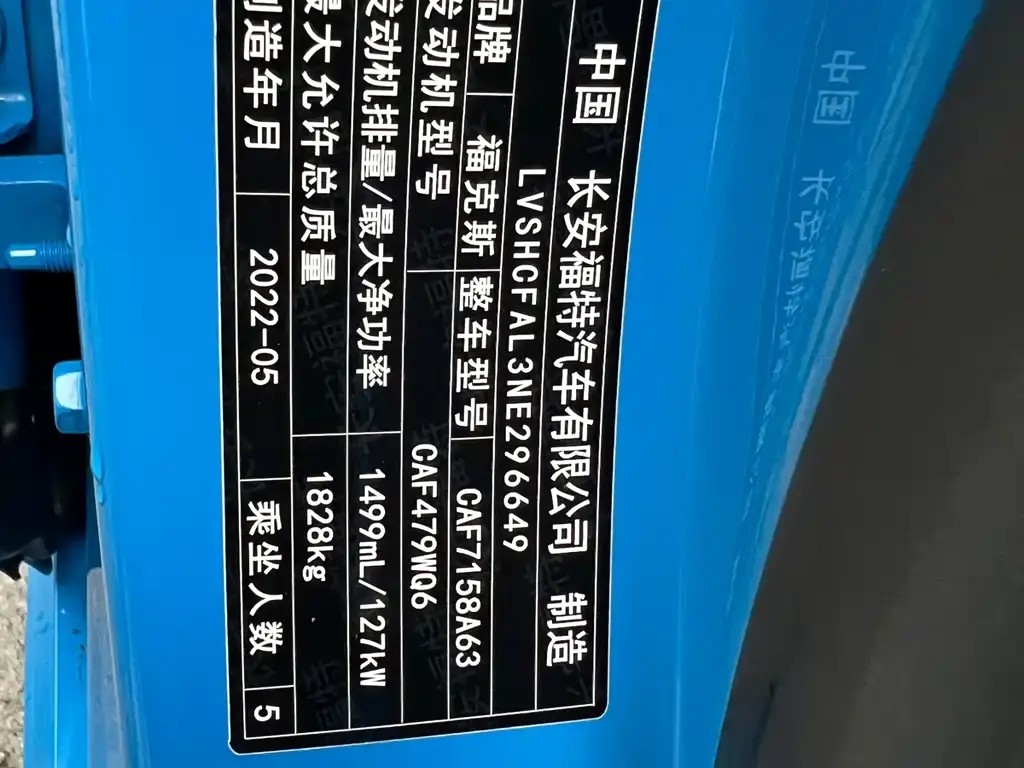 中国 长安福特汽车有限公司 制造
LVSHCFAL3NE296649
品牌 福克斯 整车型号 CAF7158A63
发动机型号 CAF479WQ6
发动机排量/最大净功率 1499mL/127kW
最大允许总质量 1828kg
制造年月 2022-05 乘坐人数 5